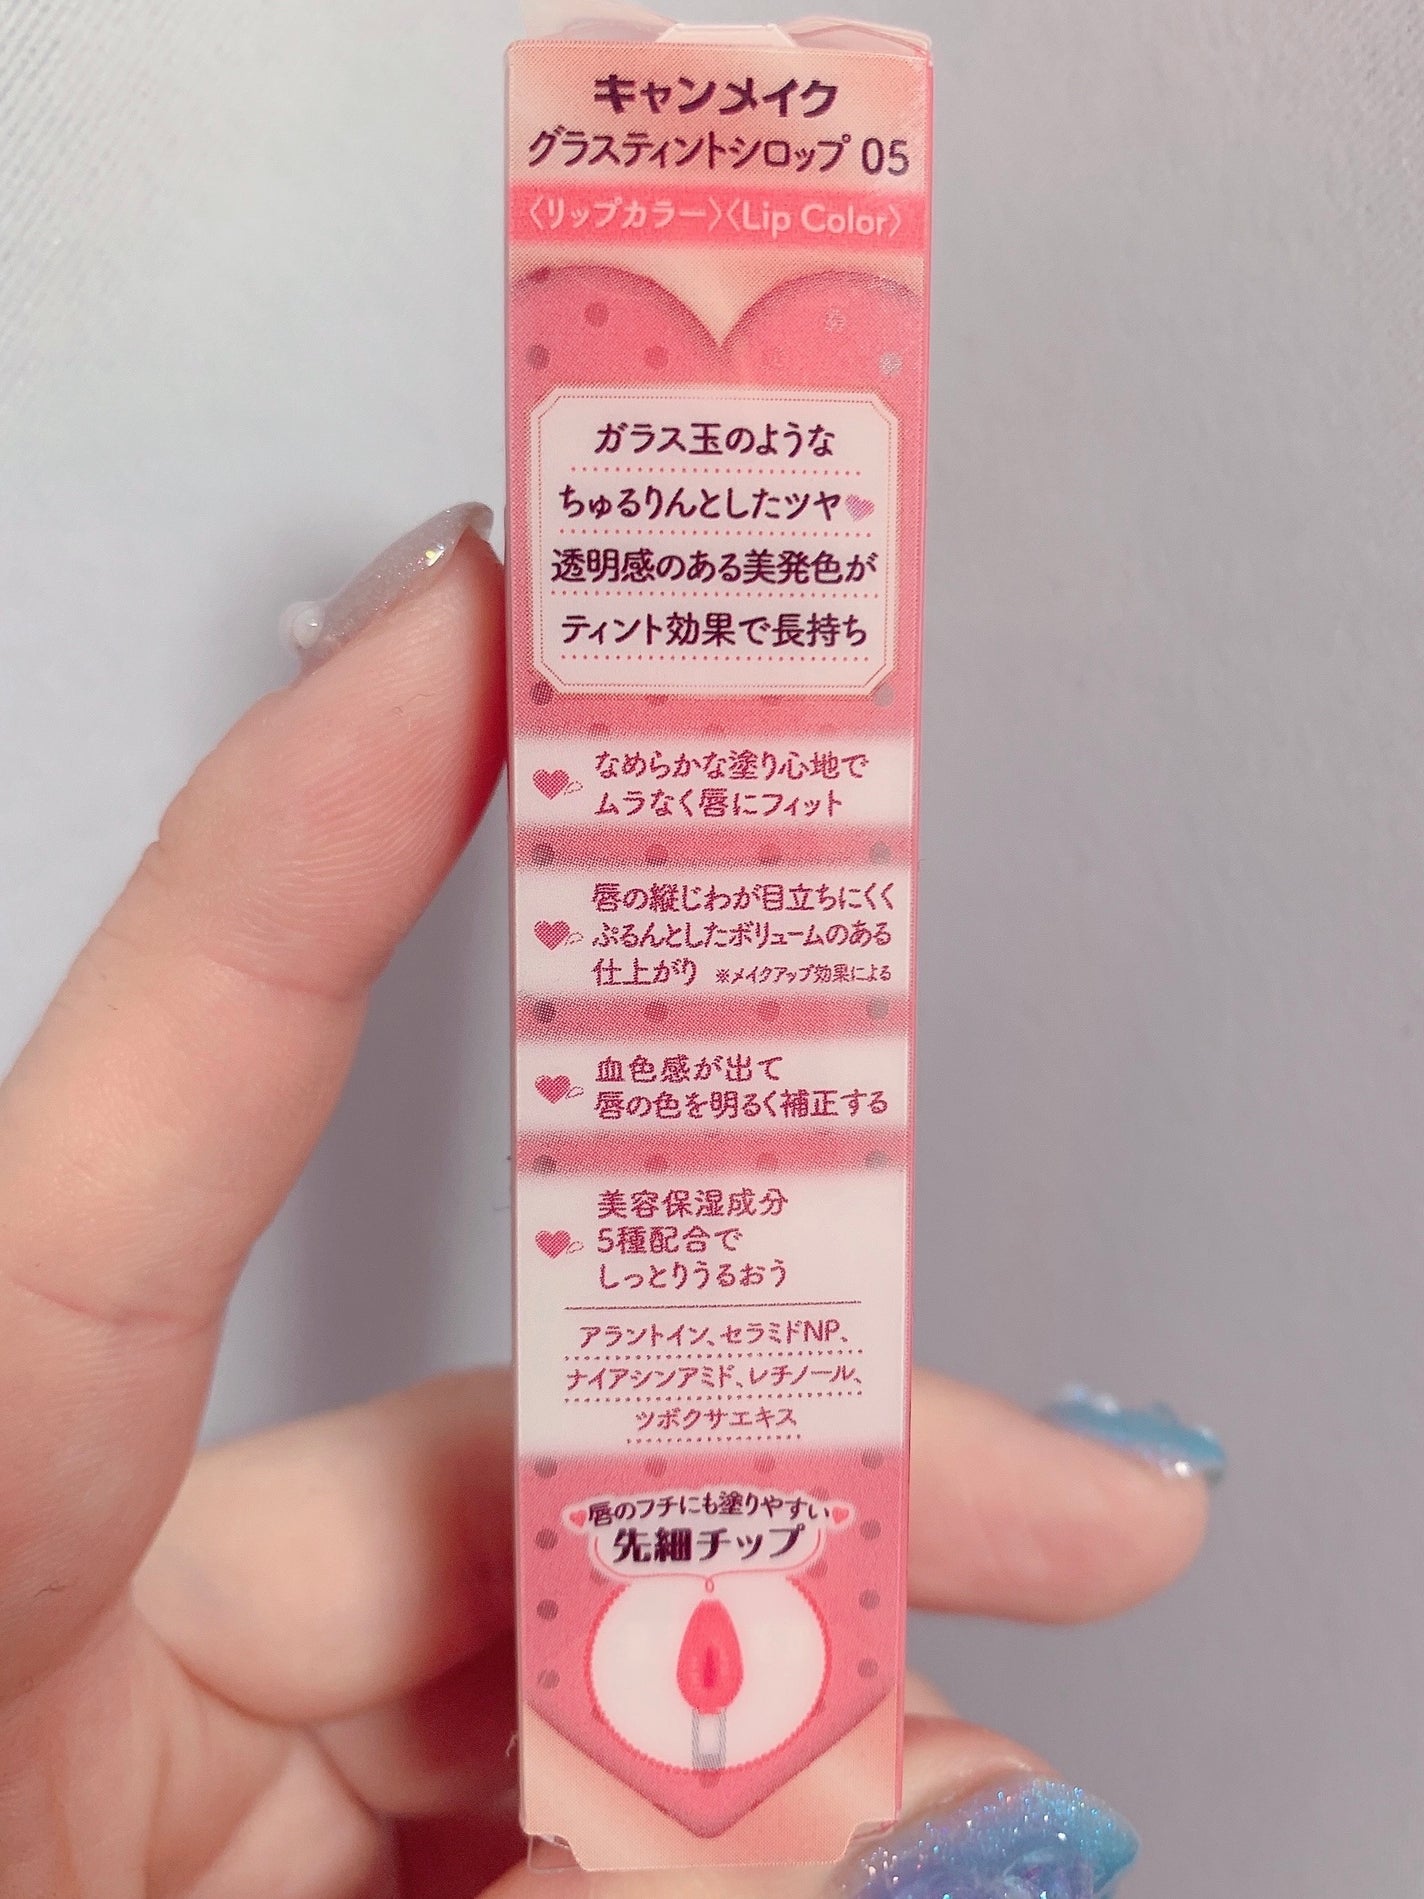 キャンメイク
グラスティントシロップ 05
〈リップカラー〉〈Lip Color〉
ガラス玉のような
ちゅるりんとしたツヤ
透明感のある美発色が
ティント効果で長持ち
なめらかな塗り心地で
ムラなく唇にフィット
唇の縦じわが目立ちにくく
ぷるんとしたボリュームのある
仕上がり ※メイクアップ効果による
血色感が出て
唇の色を明るく補正する
美容保湿成分
5種配合で
しっとりうるおう
アラントイン、セラミドNP、
ナイアシンアミド、レチノール、
ツボクサエキス
唇のフチにも塗りやすい
先細チップ